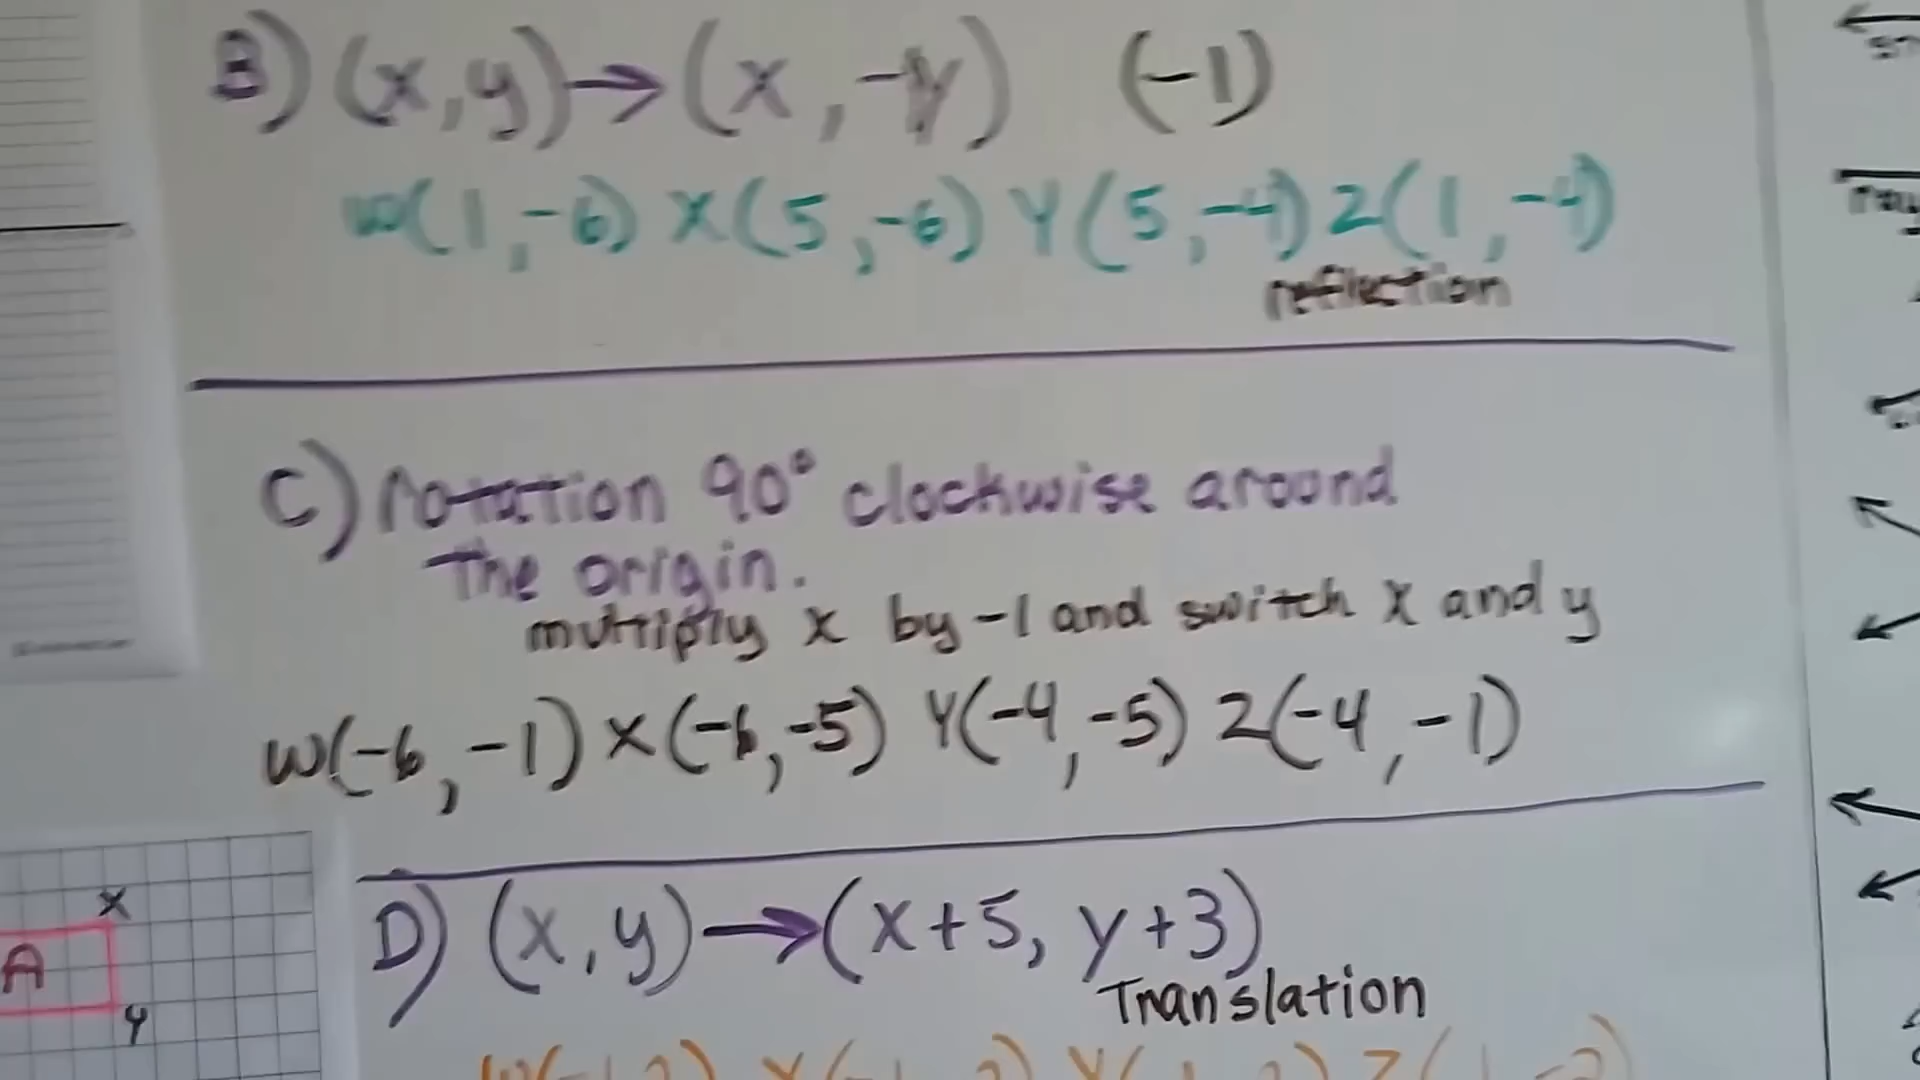 B) (x,y)→(x,-y) (-1)
W(1,-6) X(5,-6) Y(5,-4) Z(1,-4)
reflection
C) rotation 90° clockwise around
the origin.
multiply x by -1 and switch x and y
W(-6,-1) X(-6,-5) Y(-4,-5) Z(-4,-1)
X
A
Y
D) (x,y)→(x+5, y+3)
Translation